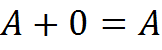 A + 0 = A